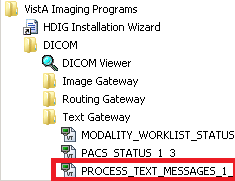 VistA Imaging Programs
HDIG Installation Wizard
DICOM
DICOM Viewer
Image Gateway
Routing Gateway
Text Gateway
MODALITY_WORKLIST_STATUS
PACS_STATUS_1_3
PROCESS_TEXT_MESSAGES_1_